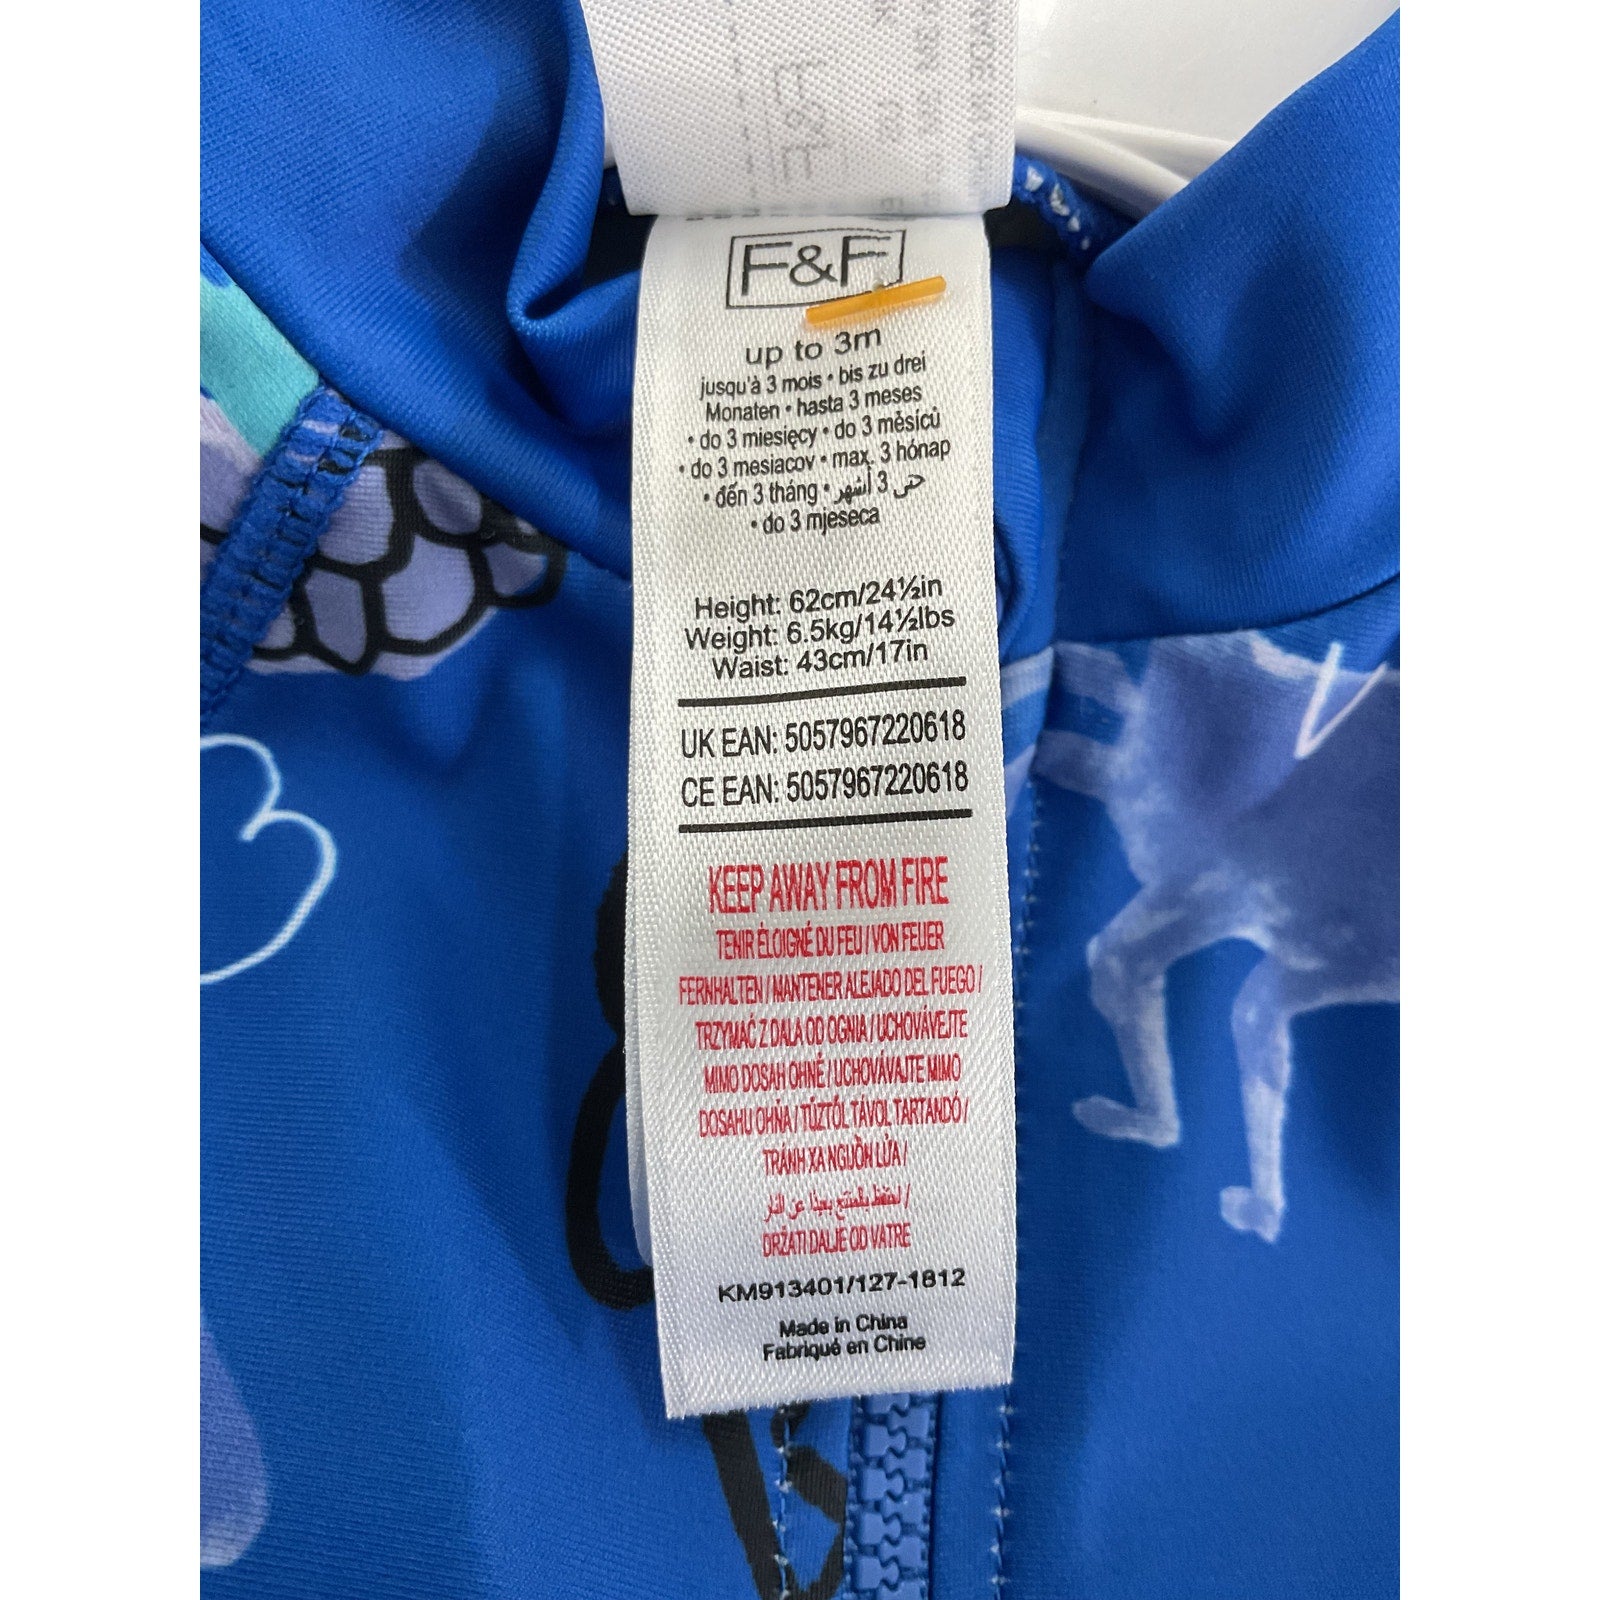 F&F
up to 3m
jusqu'à 3 mois • bis zu drei
Monaten • hasta 3 meses
• do 3 miesięcy • do 3 měsíců
• do 3 mesiacov • max. 3 hónap
• đến 3 tháng • حتى 3 أشهر
• do 3 mjeseca
Height: 62cm/24½in
Weight: 6.5kg/14½lbs
Waist: 43cm/17in
UK EAN: 5057967220618
CE EAN: 5057967220618
KEEP AWAY FROM FIRE
TENIR ÉLOIGNÉ DU FEU / VON FEUER
FERNHALTEN / MANTENER ALEJADO DEL FUEGO /
TRZYMAĆ Z DALA OD OGNIA / UCHOVÁVEJTE
MIMO DOSAH OHNĚ / UCHOVÁVAJTE MIMO
DOSAHU OHŇA / TŰZTŐL TÁVOL TARTANDÓ /
TRÁNH XA NGUỒN LỬA /
احتفظ بالمنتج بعيدًا عن النار /
DRŽATI DALJE OD VATRE
KM913401/127-1812
Made in China
Fabriqué en Chine